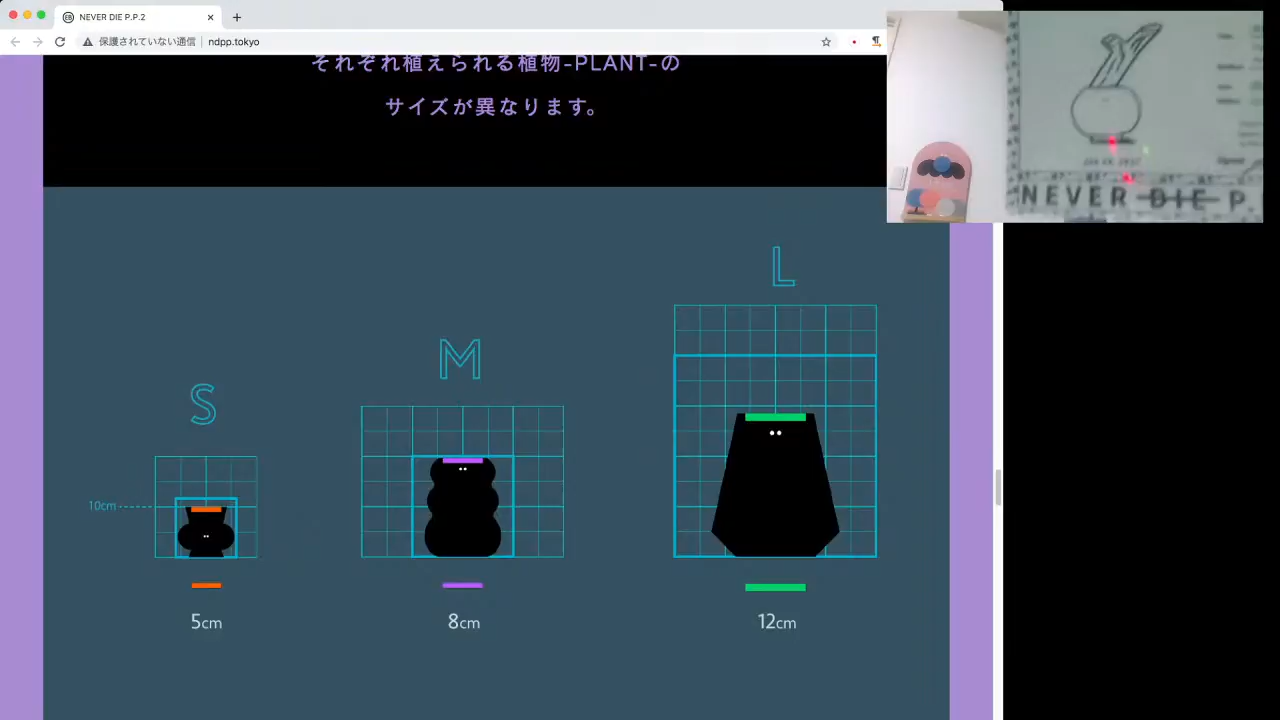 NEVER DIE P.P.2
保護されていない通信
ndpp.tokyo
それぞれ植えられる植物-PLANT-の
サイズが異なります。
NEVER DIE P.
L
M
S
10cm
5cm
8cm
12cm